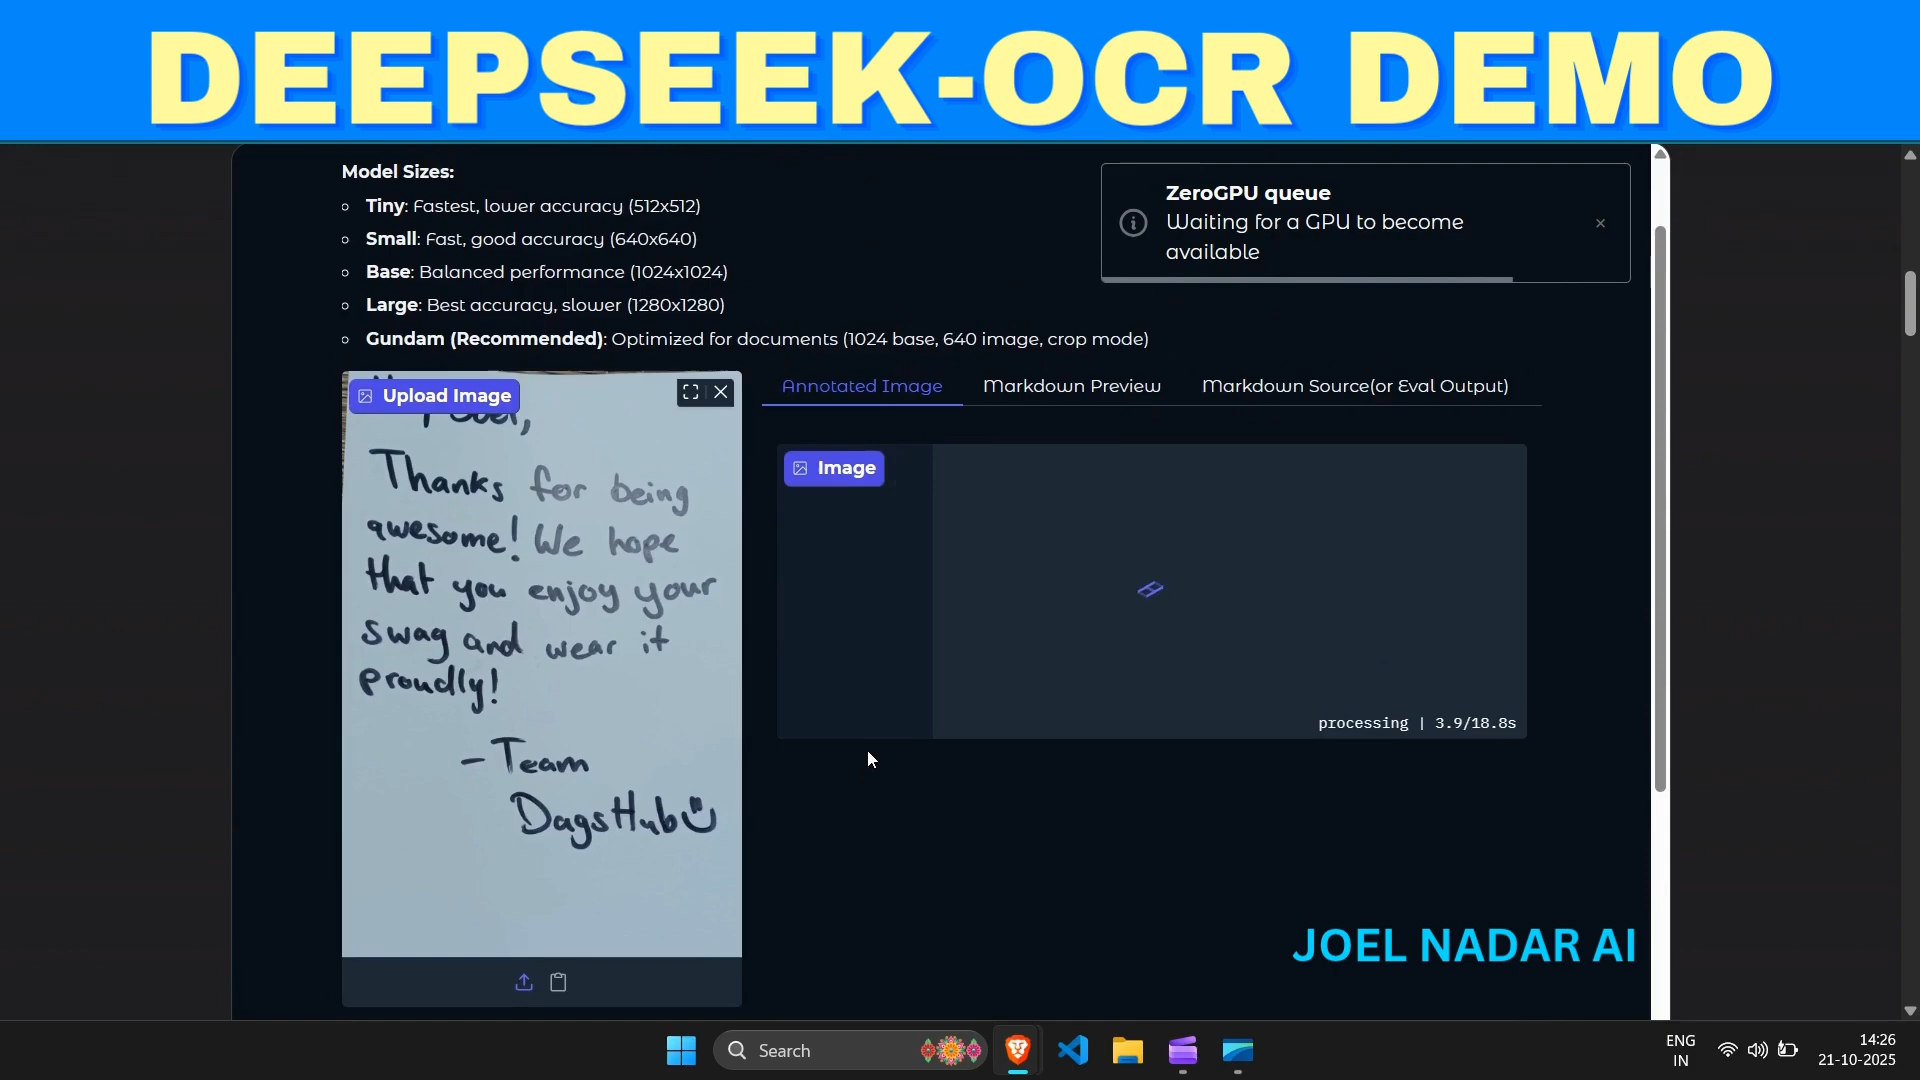 DEEPSEEK-OCR DEMO
Model Sizes:
Tiny: Fastest, lower accuracy (512x512)
Small: Fast, good accuracy (640x640)
Base: Balanced performance (1024x1024)
Large: Best accuracy, slower (1280x1280)
Gundam (Recommended): Optimized for documents (1024 base, 640 image, crop mode)
ZeroGPU queue
Waiting for a GPU to become
available
Upload Image
Thanks for being
awesome! We hope
that you enjoy your
swag and wear it
proudly!
- Team
DagsHub
Annotated Image
Markdown Preview
Markdown Source(or Eval Output)
Image
processing | 3.9/18.8s
JOEL NADAR AI
Search
ENG
IN
14:26
21-10-2025